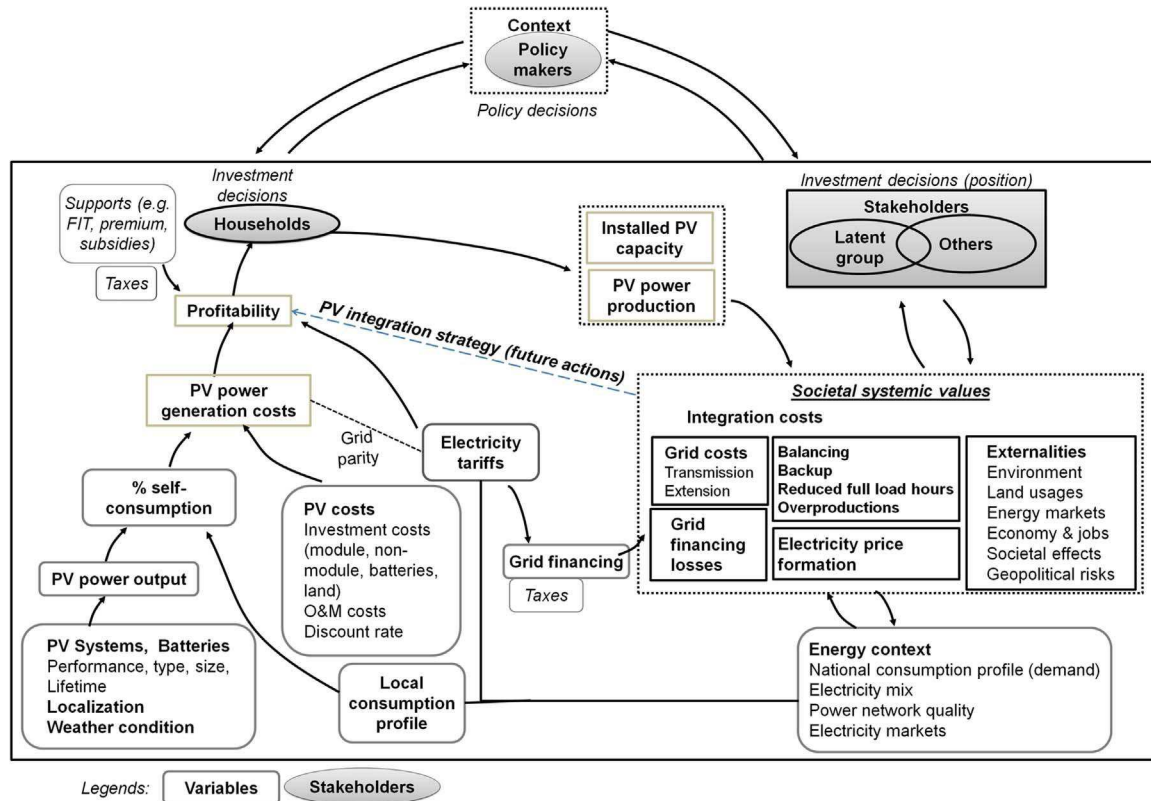 Context
Policy
makers
Policy decisions
Investment
decisions
Households
Supports (e.g.
FIT, premium,
subsidies)
Taxes
Profitability
PV integration strategy (future actions)
Installed PV
capacity
PV power
production
Investment decisions (position)
Stakeholders
Latent
group
Others
PV power
generation costs
Grid
parity
Electricity
tariffs
% self-
consumption
PV power output
PV Systems, Batteries
Performance, type, size,
Lifetime
Localization
Weather condition
PV costs
Investment costs
(module, non-
module, batteries,
land)
O&M costs
Discount rate
Local
consumption
profile
Grid financing
Taxes
Societal systemic values
Integration costs
Grid costs
Transmission
Extension
Balancing
Backup
Reduced full load hours
Overproductions
Grid
financing
losses
Electricity price
formation
Externalities
Environment
Land usages
Energy markets
Economy & jobs
Societal effects
Geopolitical risks
Energy context
National consumption profile (demand)
Electricity mix
Power network quality
Electricity markets
Legends:
Variables
Stakeholders